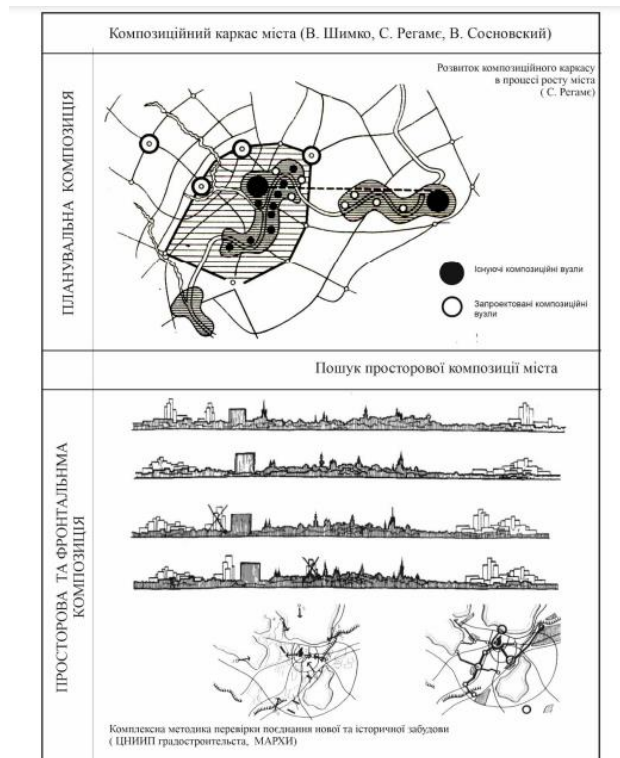 Композиційний каркас міста (В. Шимко, С. Регамє, В. Сосновский)
ПЛАНУВАЛЬНА КОМПОЗИЦІЯ
Розвиток композиційного каркасу
в процесі росту міста
( С. Регамє)
Існуючі композиційні вузли
Запроектовані композиційні
вузли
Пошук просторової композиції міста
ПРОСТОРОВА ТА ФРОНТАЛЬНМА
КОМПОЗИЦІЯ
Комплексна методика перевірки поєднання нової та історичної забудови
( ЦНИИП градостроительста, МАРХИ)